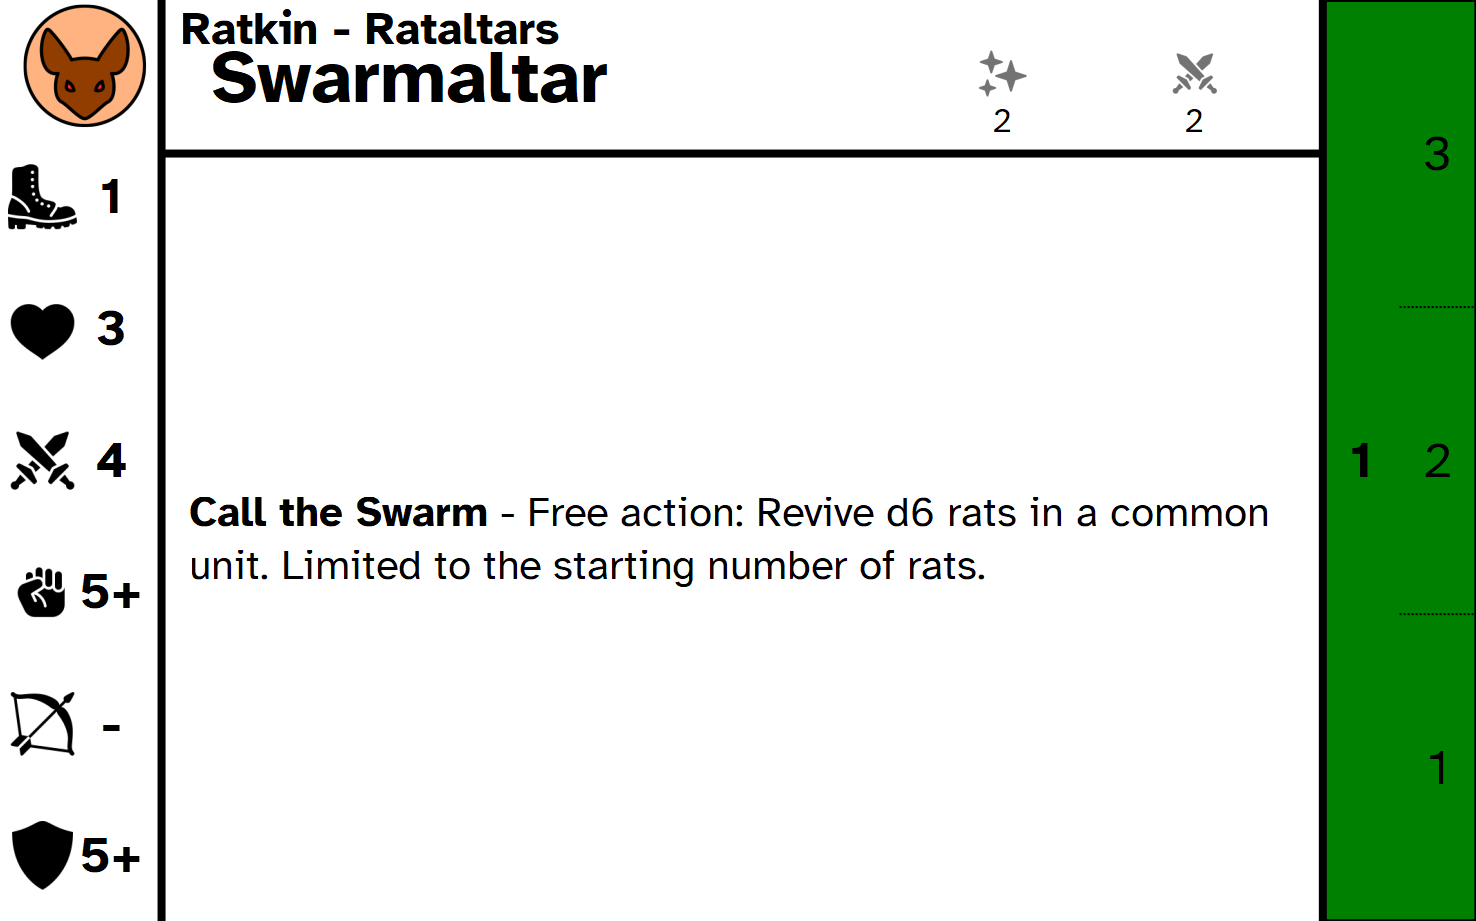 Ratkin - Rataltars
Swarmaltar
2
2
1
3
4
5+
-
5+
Call the Swarm - Free action: Revive d6 rats in a common
unit. Limited to the starting number of rats.
3
1 2
1